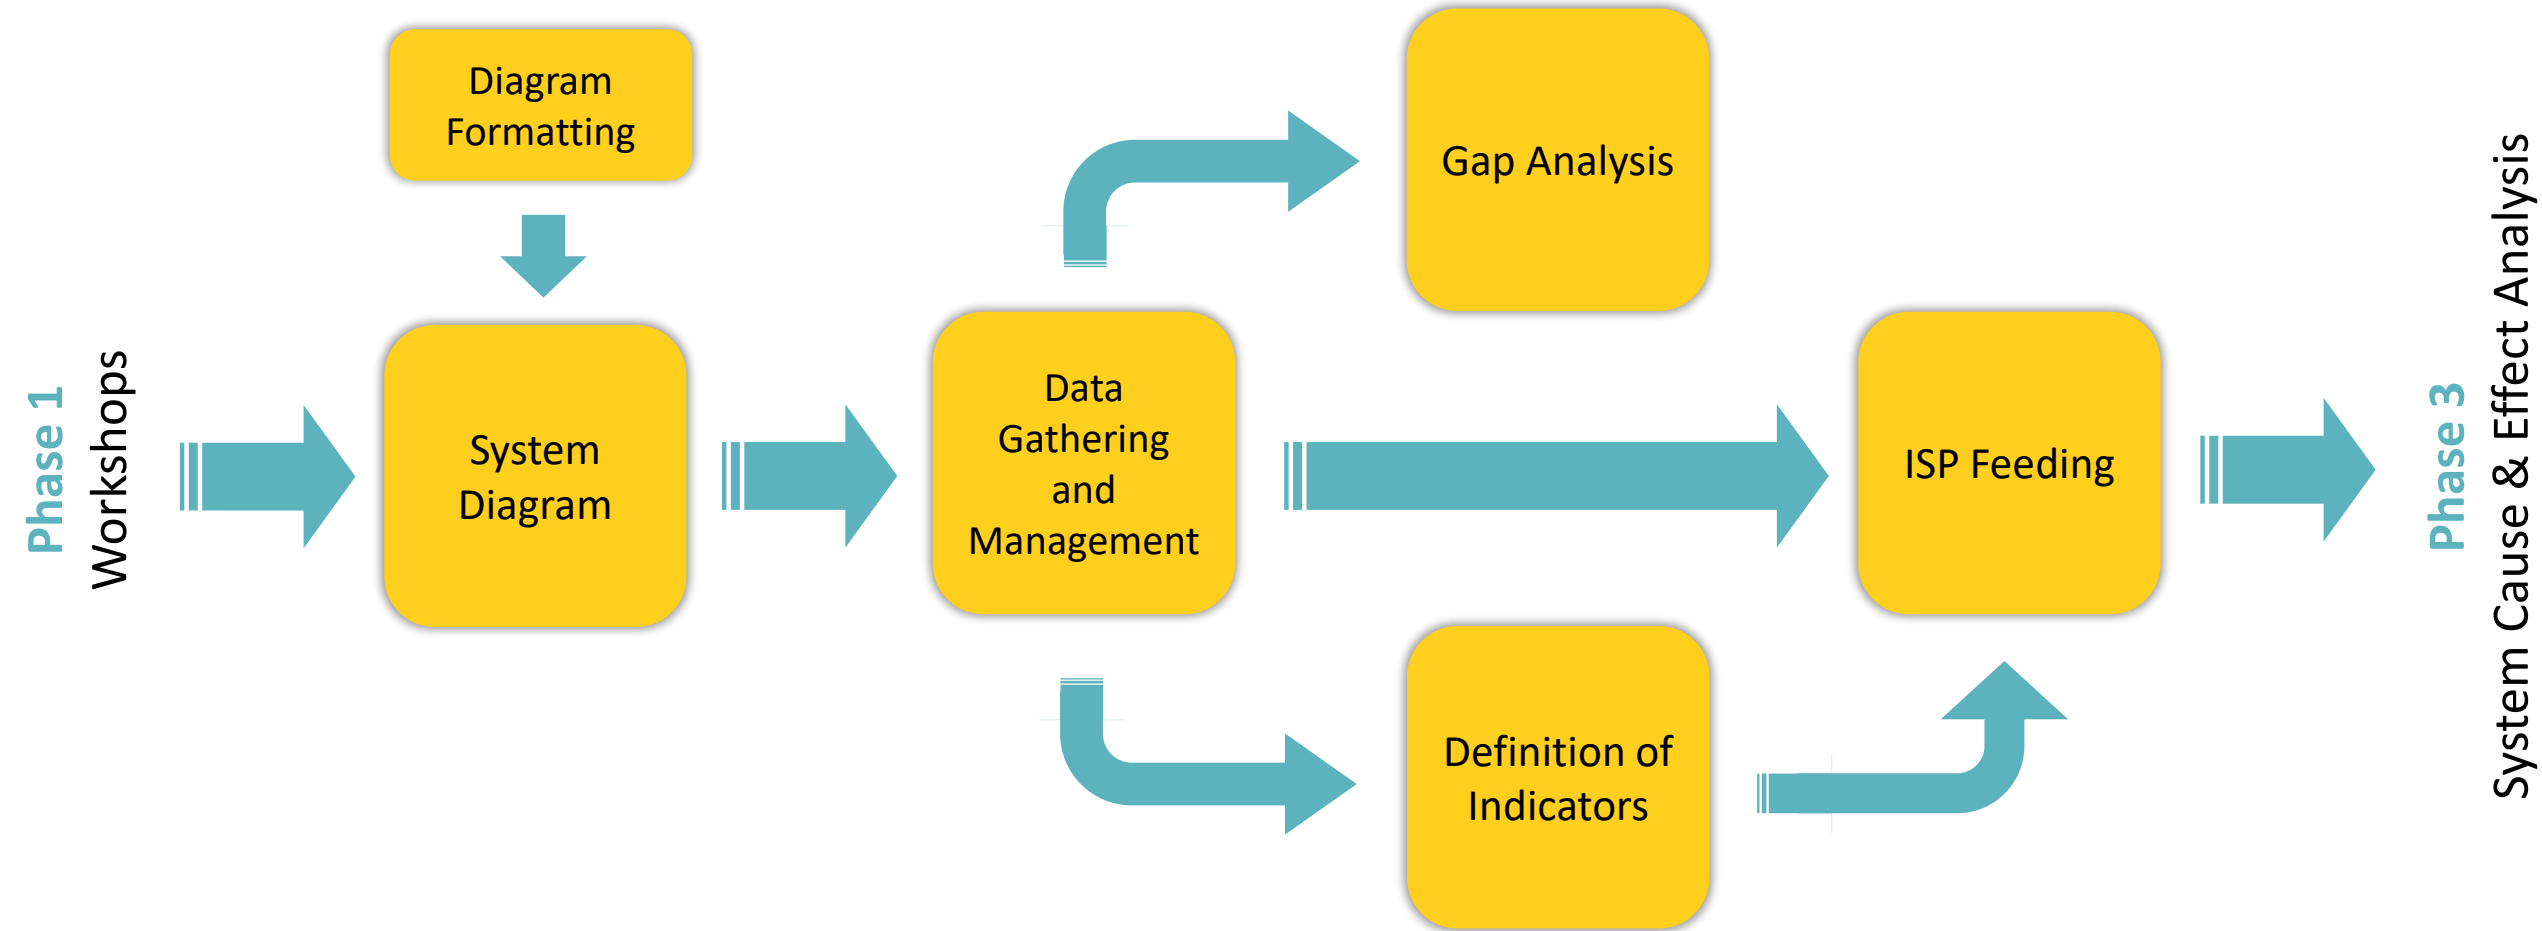 Phase 1
Workshops
Diagram
Formatting
System
Diagram
Data
Gathering
and
Management
Gap Analysis
Definition of
Indicators
ISP Feeding
Phase 3
System Cause & Effect Analysis